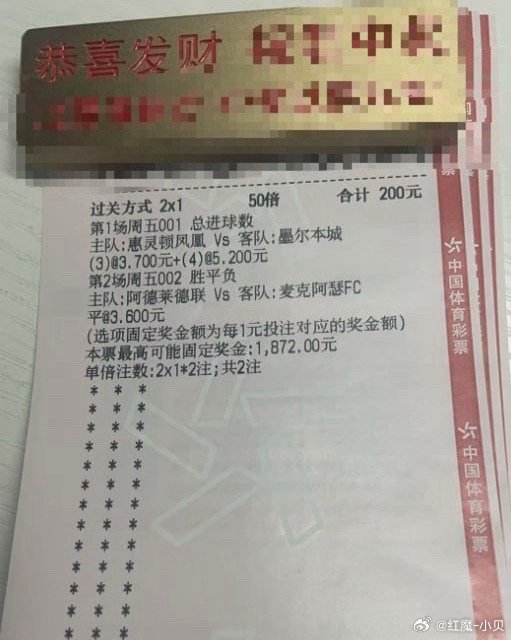 恭喜发财
过关方式 2x1 50倍 合计 200元
第1场周五001 总进球数
主队:惠灵顿凤凰 Vs 客队:墨尔本城
(3)@3.700元+(4)@5.200元
第2场周五002 胜平负
主队:阿德莱德联 Vs 客队:麦克阿瑟FC
平@3.600元
(选项固定奖金额为每1元投注对应的奖金额)
本票最高可能固定奖金:1,872.00元
单倍注数:2x1*2注;共2注
* * *
* * *
* * *
* * *
* * *
* * *
* * *
* * *
* * *
* * *
* * *
* * *
* * *
* * *
票
中国体育彩票
中国体育彩票
@红魔-小贝